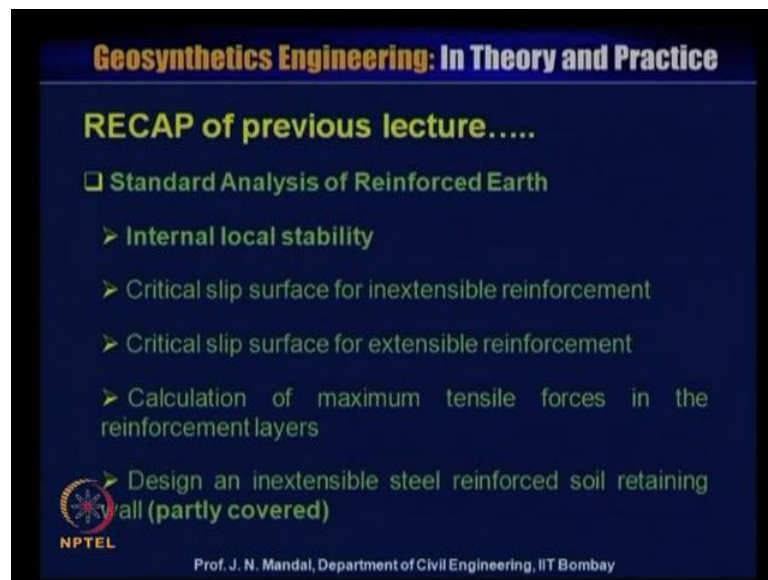 Geosynthetics Engineering: In Theory and Practice
RECAP of previous lecture.....
❑ Standard Analysis of Reinforced Earth
➢ Internal local stability
➢ Critical slip surface for inextensible reinforcement
➢ Critical slip surface for extensible reinforcement
➢ Calculation of maximum tensile forces in the
reinforcement layers
➢ Design an inextensible steel reinforced soil retaining
wall (partly covered)
NPTEL
Prof. J. N. Mandal, Department of Civil Engineering, IIT Bombay